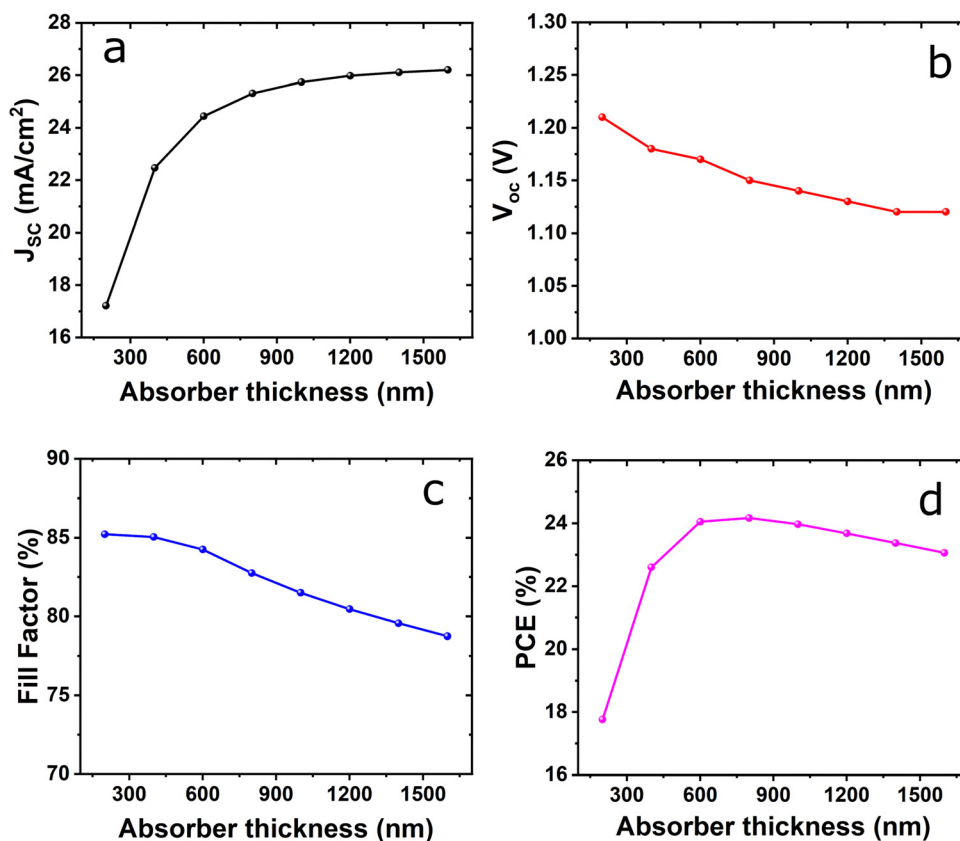 a
28
26
24
22
20
18
16
J_SC (mA/cm²)
300 600 900 1200 1500
Absorber thickness (nm)
b
1.30
1.25
1.20
1.15
1.10
1.05
1.00
V_oc (V)
300 600 900 1200 1500
Absorber thickness (nm)
c
90
85
80
75
70
Fill Factor (%)
300 600 900 1200 1500
Absorber thickness (nm)
d
26
24
22
20
18
16
PCE (%)
300 600 900 1200 1500
Absorber thickness (nm)